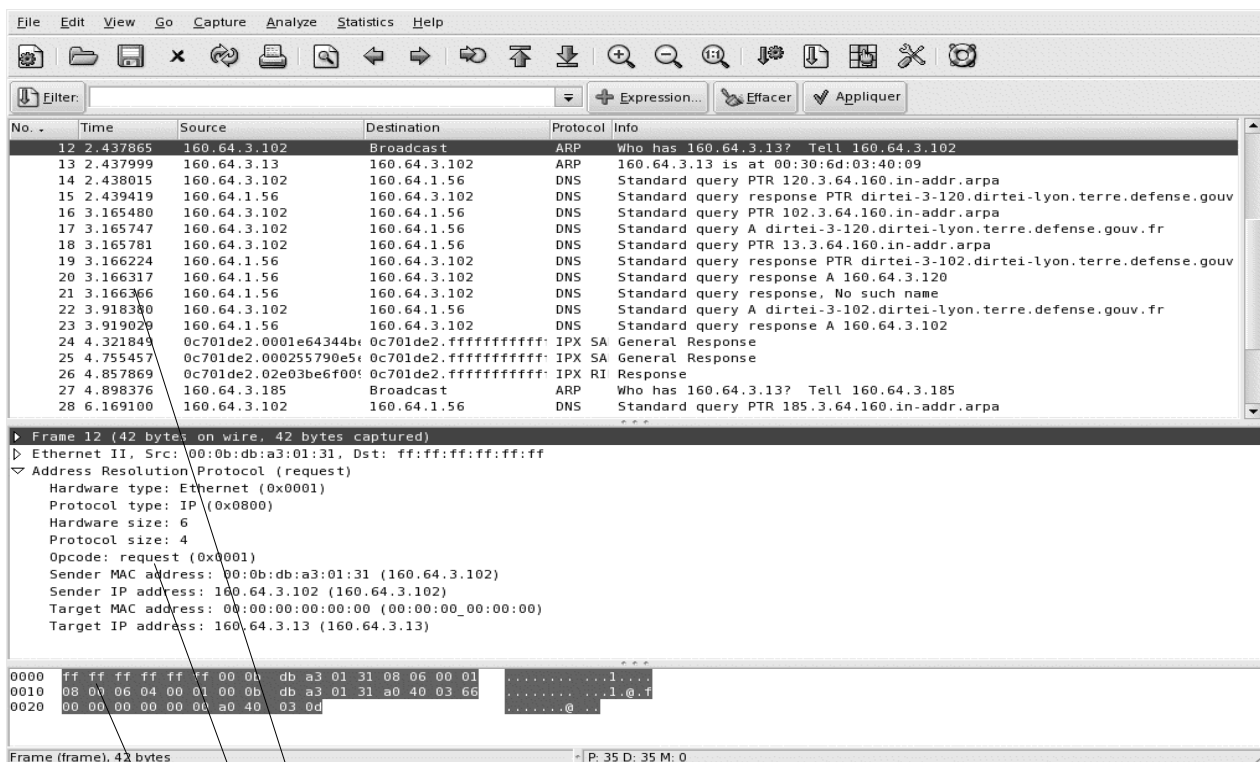 File Edit View Go Capture Analyze Statistics Help
Filter: Expression... Effacer Appliquer
No. . Time Source Destination Protocol Info
12 2.437865 160.64.3.102 Broadcast ARP Who has 160.64.3.13? Tell 160.64.3.102
13 2.437999 160.64.3.13 160.64.3.102 ARP 160.64.3.13 is at 00:30:6d:03:40:09
14 2.438015 160.64.3.102 160.64.1.56 DNS Standard query PTR 120.3.64.160.in-addr.arpa
15 2.439419 160.64.1.56 160.64.3.102 DNS Standard query response PTR dirtei-3-120.dirtei-lyon.terre.defense.gouv
16 3.165480 160.64.3.102 160.64.1.56 DNS Standard query PTR 102.3.64.160.in-addr.arpa
17 3.165747 160.64.3.102 160.64.1.56 DNS Standard query A dirtei-3-120.dirtei-lyon.terre.defense.gouv.fr
18 3.165781 160.64.3.102 160.64.1.56 DNS Standard query PTR 13.3.64.160.in-addr.arpa
19 3.166224 160.64.1.56 160.64.3.102 DNS Standard query response PTR dirtei-3-102.dirtei-lyon.terre.defense.gouv
20 3.166317 160.64.1.56 160.64.3.102 DNS Standard query response A 160.64.3.120
21 3.166366 160.64.1.56 160.64.3.102 DNS Standard query response, No such name
22 3.918380 160.64.3.102 160.64.1.56 DNS Standard query A dirtei-3-102.dirtei-lyon.terre.defense.gouv.fr
23 3.919029 160.64.1.56 160.64.3.102 DNS Standard query response A 160.64.3.102
24 4.321849 0c701de2.0001e64344b 0c701de2.fffffffffff IPX SA General Response
25 4.755457 0c701de2.000255790e5 0c701de2.fffffffffff IPX SA General Response
26 4.857869 0c701de2.02e03be6f00 0c701de2.fffffffffff IPX RI Response
27 4.898376 160.64.3.185 Broadcast ARP Who has 160.64.3.13? Tell 160.64.3.185
28 6.169100 160.64.3.102 160.64.1.56 DNS Standard query PTR 185.3.64.160.in-addr.arpa
Frame 12 (42 bytes on wire, 42 bytes captured)
Ethernet II, Src: 00:0b:db:a3:01:31, Dst: ff:ff:ff:ff:ff:ff
Address Resolution Protocol (request)
Hardware type: Ethernet (0x0001)
Protocol type: IP (0x0800)
Hardware size: 6
Protocol size: 4
Opcode: request (0x0001)
Sender MAC address: 00:0b:db:a3:01:31 (160.64.3.102)
Sender IP address: 160.64.3.102 (160.64.3.102)
Target MAC address: 00:00:00:00:00:00 (00:00:00_00:00:00)
Target IP address: 160.64.3.13 (160.64.3.13)
0000 ff ff ff ff ff ff 00 0b db a3 01 31 08 06 00 01 ........ ...1....
0010 08 00 06 04 00 01 00 0b db a3 01 31 a0 40 03 66 ........ ...1.@.f
0020 00 00 00 00 00 00 a0 40 03 0d .......@ ..
Frame (frame), 42 bytes P: 35 D: 35 M: 0